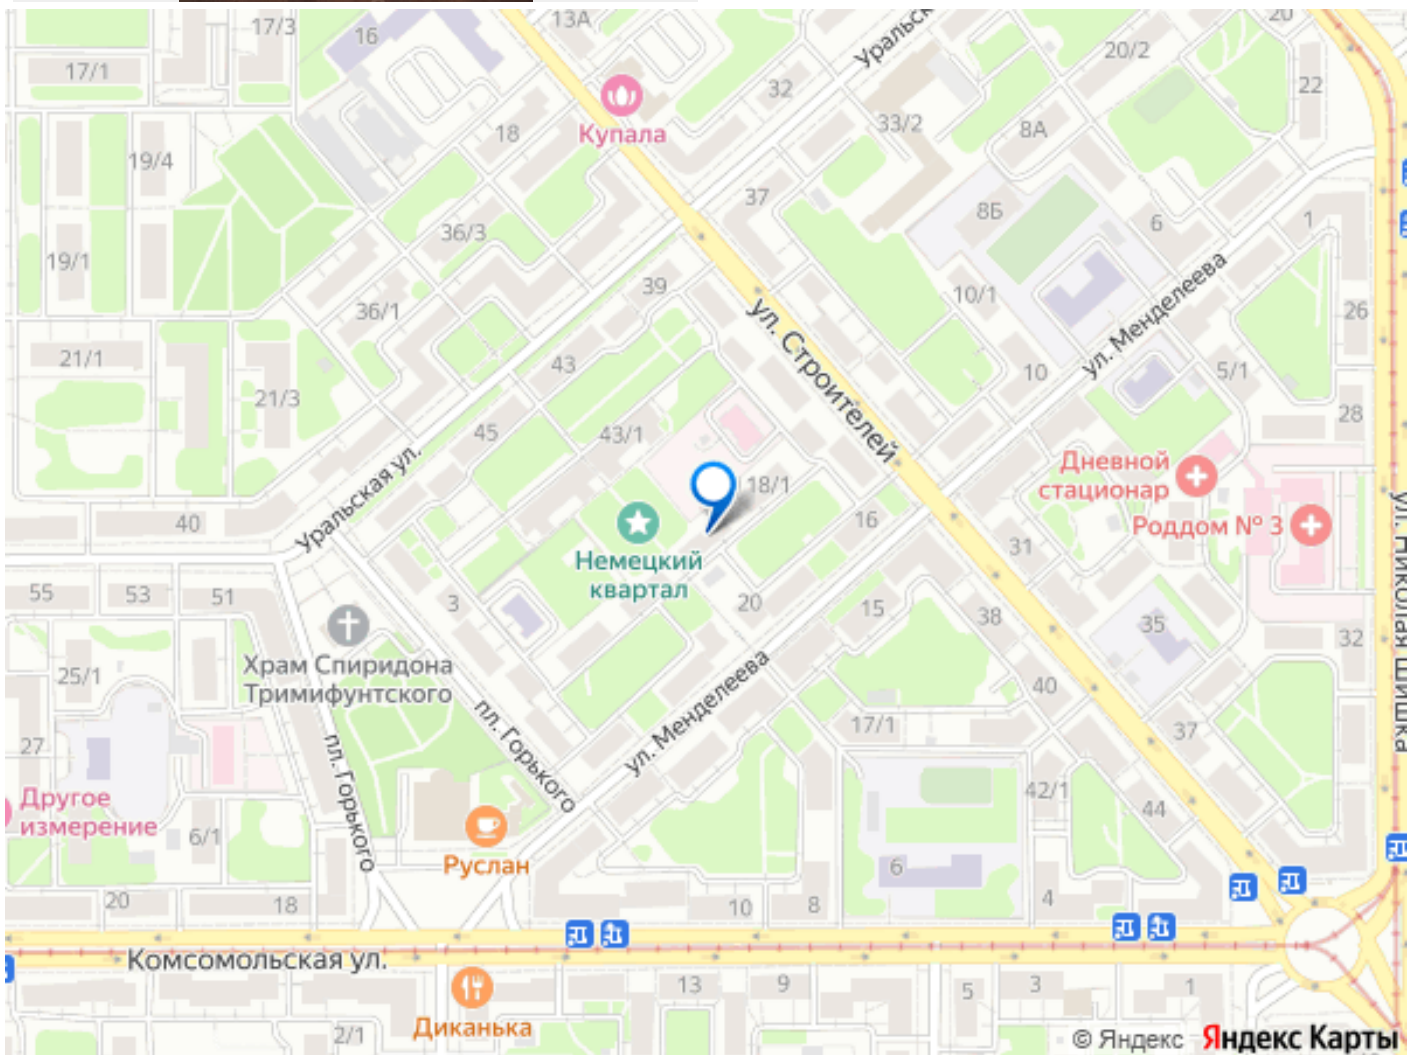 17/3
13А
16
20
Уральск
17/1
20/2
22
32
Купала
33/2
8А
18
19/4
37
8Б
6
1
36/3
19/1
39
10/1
26
36/1
ул. Строителей
ул. Менделеева
21/1
43
10
5/1
21/3
28
45
43/1
Дневной
стационар
18/1
40
Уральская ул.
16
Роддом № 3
ул. Николая Шишка
31
Немецкий
квартал
55
53
51
3
20
15
38
35
32
Храм Спиридона
Тримифунтского
25/1
40
ул. Менделеева
17/1
37
27
пл. Горького
пл. Горького
Другое
измерение
42/1
44
6/1
Руслан
6
20
18
10
8
4
Комсомольская ул.
13
9
5
3
1
Диканька
2/1
© Яндекс Яндекс Карты